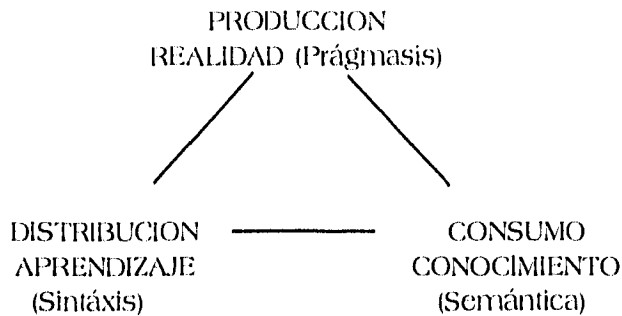 PRODUCCION
REALIDAD (Prágmasis)
DISTRIBUCION
APRENDIZAJE
(Sintáxis)
CONSUMO
CONOCIMIENTO
(Semántica)